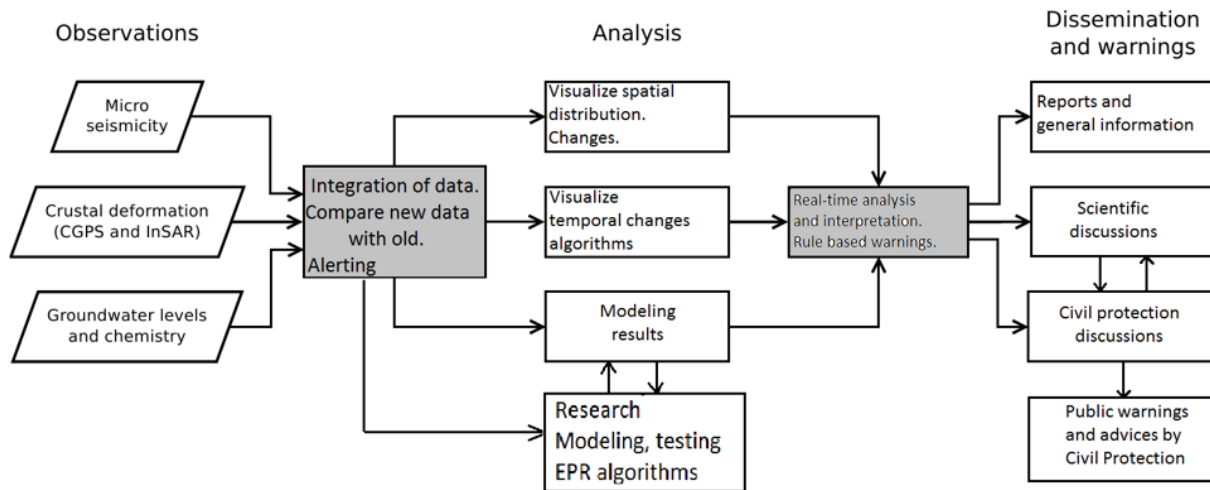 Observations
Analysis
Dissemination
and warnings
Micro
seismicity
Crustal deformation
(CGPS and InSAR)
Groundwater levels
and chemistry
Integration of data.
Compare new data
with old.
Alerting
Visualize spatial
distribution.
Changes.
Visualize
temporal changes
algorithms
Modeling
results
Research
Modeling, testing
EPR algorithms
Real-time analysis
and interpretation.
Rule based warnings.
Reports and
general information
Scientific
discussions
Civil protection
discussions
Public warnings
and advices by
Civil Protection